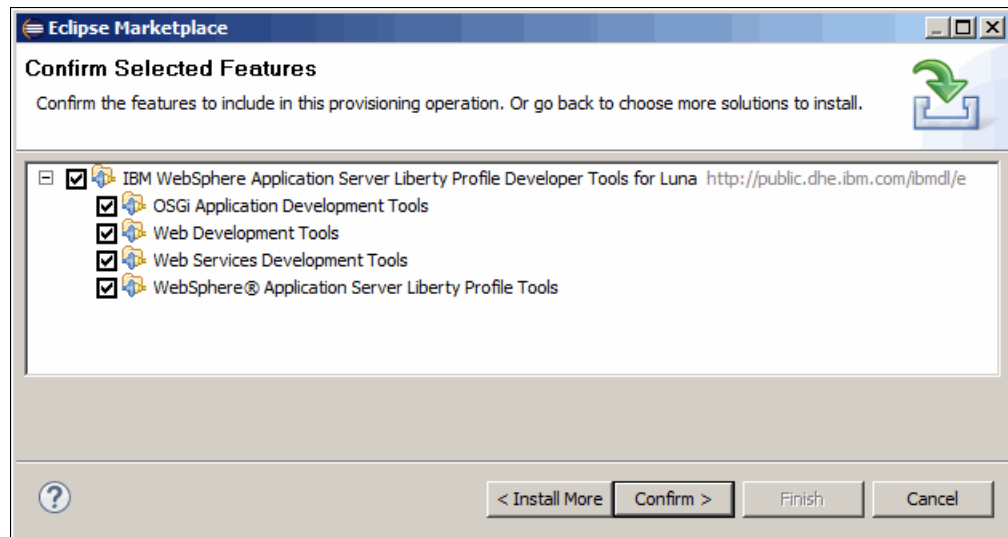 Eclipse Marketplace
Confirm Selected Features
Confirm the features to include in this provisioning operation. Or go back to choose more solutions to install.
IBM WebSphere Application Server Liberty Profile Developer Tools for Luna http://public.dhe.ibm.com/ibmdl/e
OSGi Application Development Tools
Web Development Tools
Web Services Development Tools
WebSphere® Application Server Liberty Profile Tools
?
< Install More Confirm > Finish Cancel